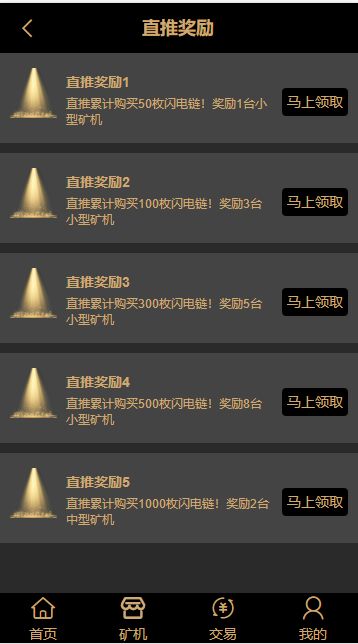 直推奖励
直推奖励1
直推累计购买50枚闪电链！奖励1台小
型矿机
马上领取
直推奖励2
直推累计购买100枚闪电链！奖励3台
小型矿机
马上领取
直推奖励3
直推累计购买300枚闪电链！奖励5台
小型矿机
马上领取
直推奖励4
直推累计购买500枚闪电链！奖励8台
小型矿机
马上领取
直推奖励5
直推累计购买1000枚闪电链！奖励2台
中型矿机
马上领取
首页
矿机
交易
我的